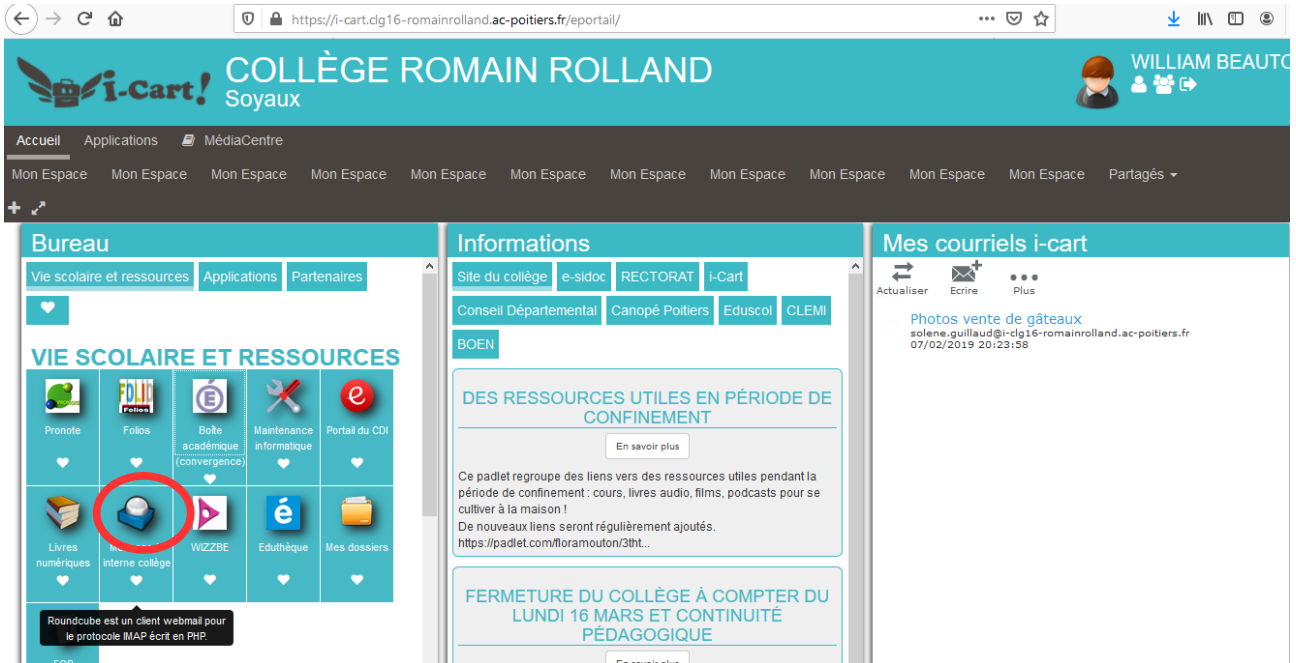 https://i-cart.clg16-romainrolland.ac-poitiers.fr/eportail/
i-Cart!
COLLÈGE ROMAIN ROLLAND
Soyaux
WILLIAM BEAUTO
Accueil Applications MédiaCentre
Mon Espace Mon Espace Mon Espace Mon Espace Mon Espace Mon Espace Mon Espace Mon Espace Mon Espace Mon Espace Mon Espace Partagés
Bureau
Vie scolaire et ressources Applications Partenaires
VIE SCOLAIRE ET RESSOURCES
Pronote
FOLIO
Folios
Folios
Boîte
académique
(convergence)
Maintenance
informatique
Portail du CDI
Livres
numériques
interne collège
WIZZBE
Eduthèque
Mes dossiers
Roundcube est un client webmail pour
le protocole IMAP écrit en PHP.
Informations
Site du collège e-sidoc RECTORAT i-Cart
Conseil Départemental Canopé Poitiers Eduscol CLEMI
BOEN
DES RESSOURCES UTILES EN PÉRIODE DE
CONFINEMENT
En savoir plus
Ce padlet regroupe des liens vers des ressources utiles pendant la
période de confinement : cours, livres audio, films, podcasts pour se
cultiver à la maison !
De nouveaux liens seront régulièrement ajoutés.
https://padlet.com/floramouton/3tht...
FERMETURE DU COLLÈGE À COMPTER DU
LUNDI 16 MARS ET CONTINUITÉ
PÉDAGOGIQUE
En savoir plus
Mes courriels i-cart
Actualiser Ecrire Plus
Photos vente de gâteaux
solene.guillaud@i-clg16-romainrolland.ac-poitiers.fr
07/02/2019 20:23:58